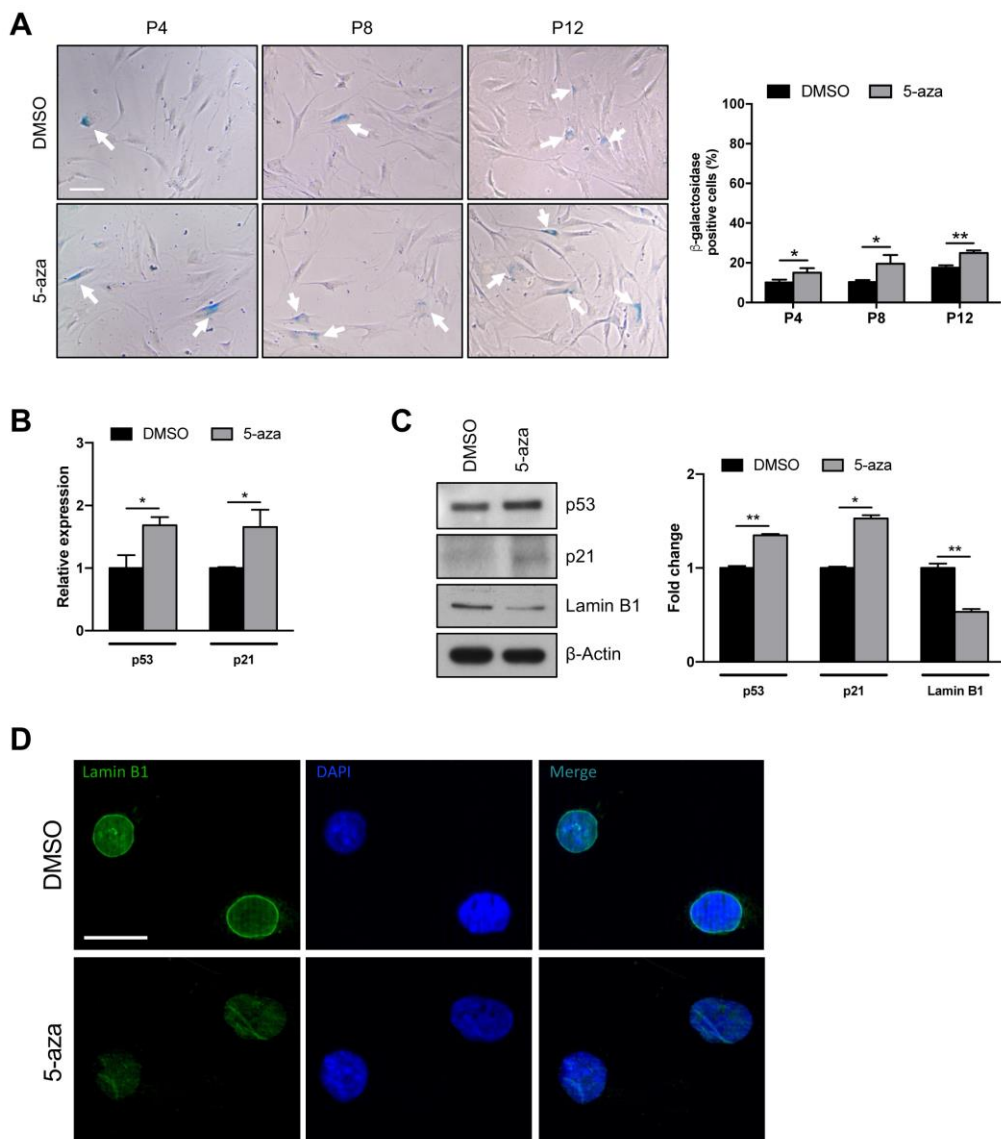 A
P4 P8 P12
DMSO
5-aza
DMSO 5-aza
β-galactosidase
positive cells (%)
100
80
60
40
20
0
* * **
P4 P8 P12
B
DMSO 5-aza
Relative expression
3
2
1
0
* *
p53 p21
C
DMSO 5-aza
p53
p21
Lamin B1
β-Actin
DMSO 5-aza
Fold change
2
1
0
** * **
p53 p21 Lamin B1
D
Lamin B1 DAPI Merge
DMSO
5-aza